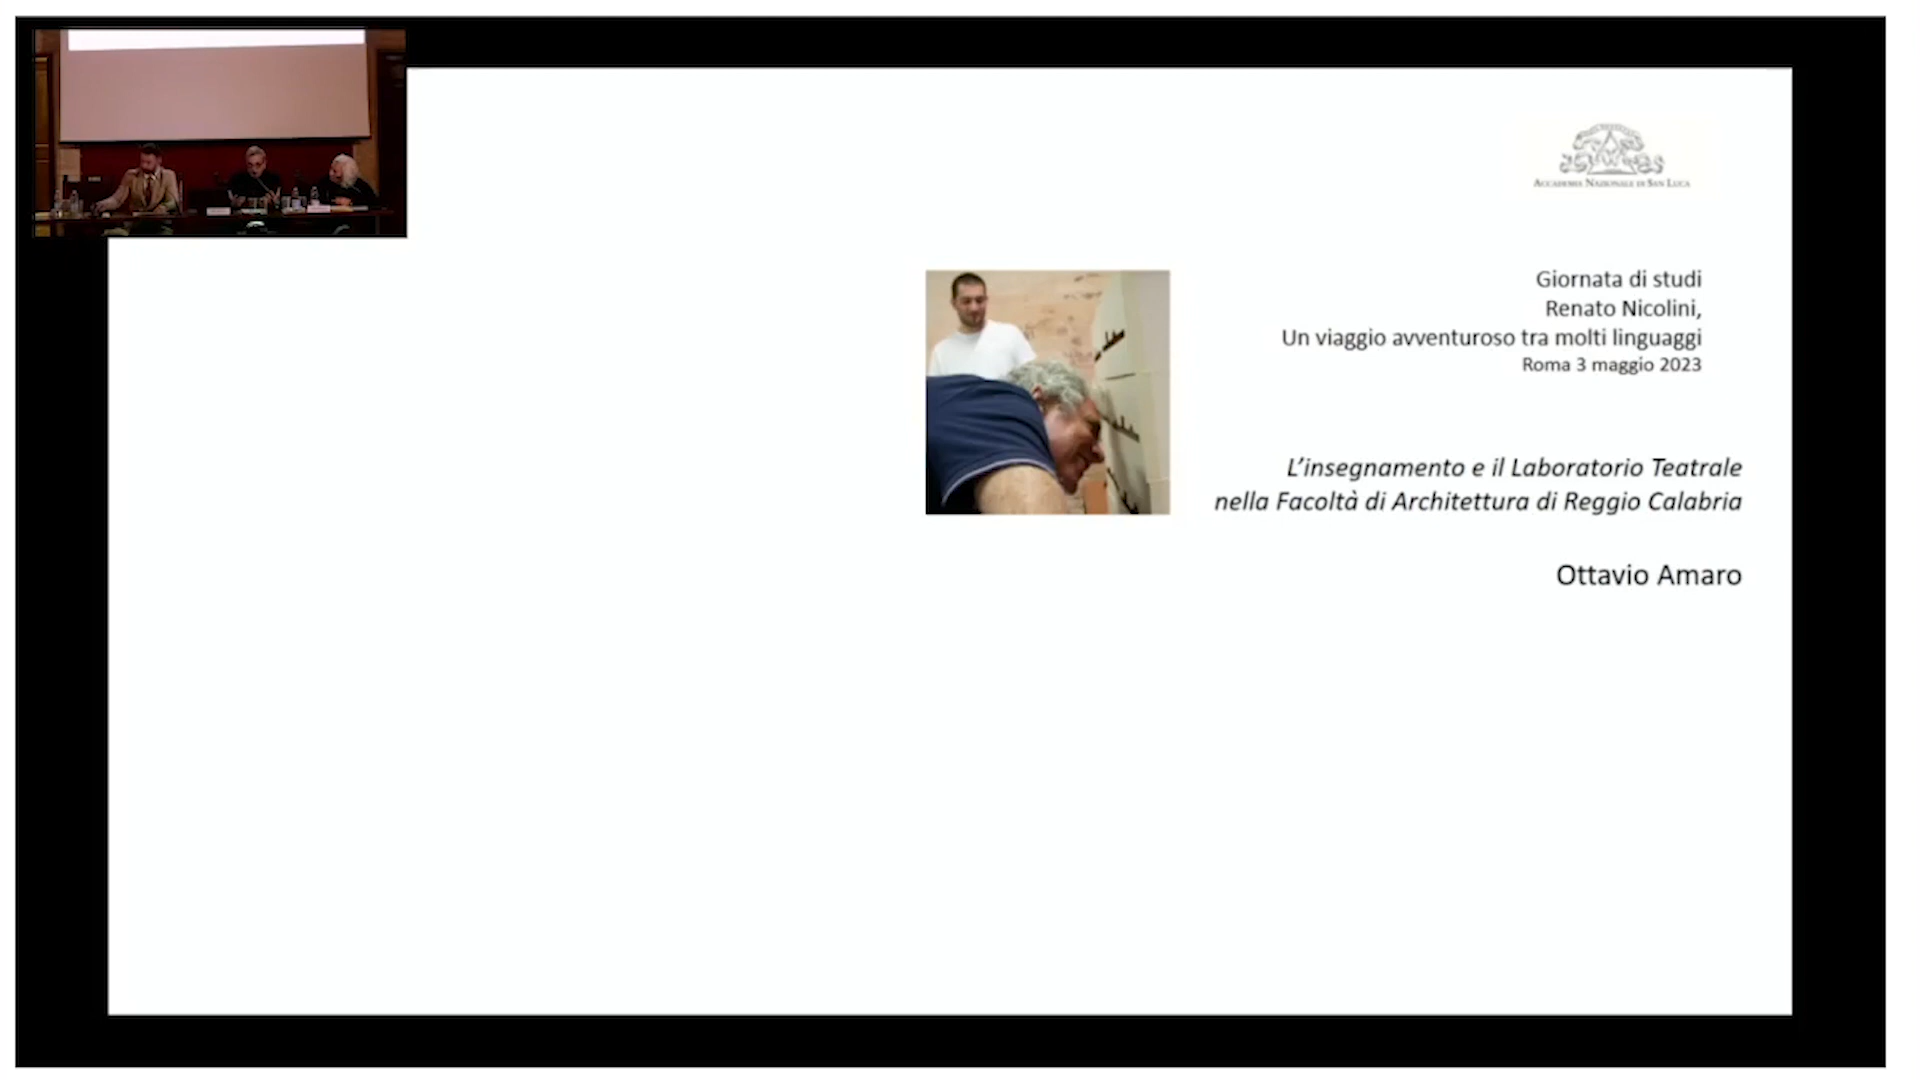 ACCADEMIA NAZIONALE DI SAN LUCA
Giornata di studi
Renato Nicolini,
Un viaggio avventuroso tra molti linguaggi
Roma 3 maggio 2023
L'insegnamento e il Laboratorio Teatrale
nella Facoltà di Architettura di Reggio Calabria
Ottavio Amaro